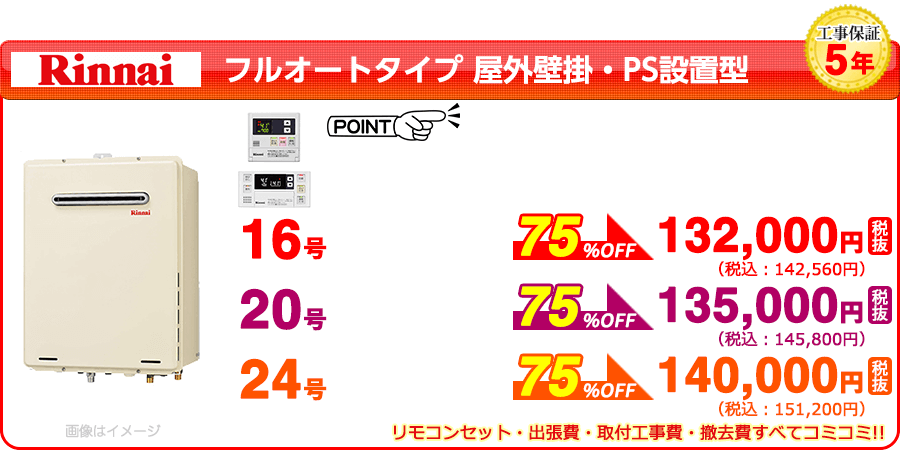 Rinnai フルオートタイプ 屋外壁掛・PS設置型
工事保証
5年
POINT
Rinnai
16号 75%OFF 132,000円 税抜
(税込：142,560円)
20号 75%OFF 135,000円 税抜
(税込：145,800円)
24号 75%OFF 140,000円 税抜
(税込：151,200円)
画像はイメージ
リモコンセット・出張費・取付工事費・撤去費すべてコミコミ!!